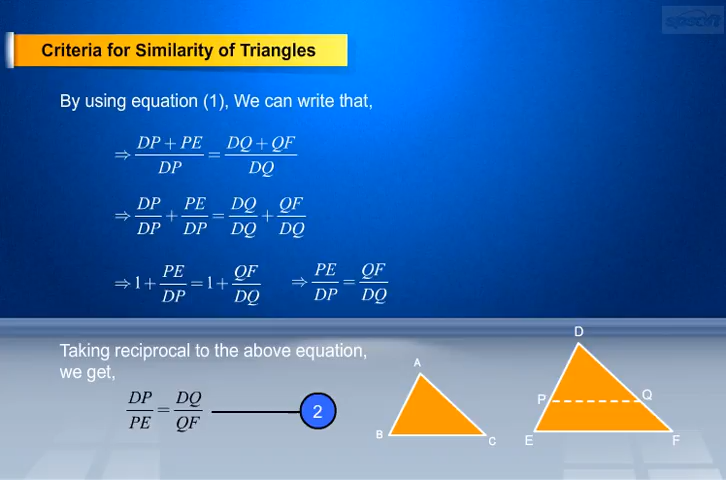 Criteria for Similarity of Triangles
By using equation (1), We can write that,
⇒ (DP + PE)/DP = (DQ + QF)/DQ
⇒ DP/DP + PE/DP = DQ/DQ + QF/DQ
⇒ 1 + PE/DP = 1 + QF/DQ ⇒ PE/DP = QF/DQ
Taking reciprocal to the above equation,
we get,
DP/PE = DQ/QF 2
A
B
C
D
P
Q
E
F